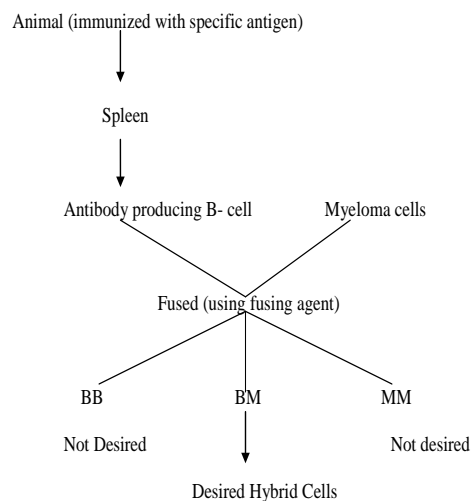 Animal (immunized with specific antigen)
Spleen
Antibody producing B- cell Myeloma cells
Fused (using fusing agent)
BB BM MM
Not Desired Not desired
Desired Hybrid Cells